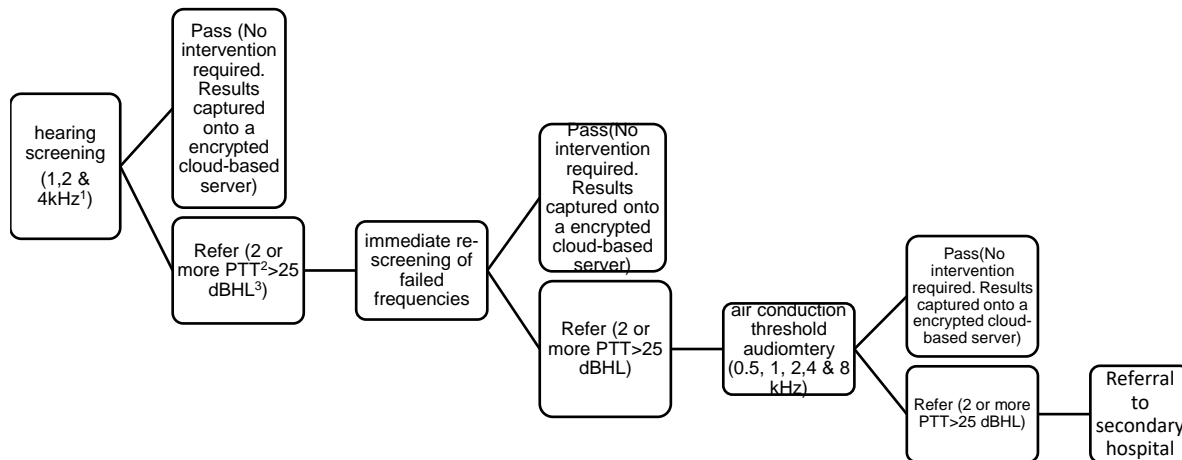 hearing
screening
(1,2 &
4kHz¹)
Pass (No
intervention
required.
Results
captured
onto a
encrypted
cloud-based
server)
Refer (2 or
more PTT²>25
dBHL³)
immediate re-
screening of
failed
frequencies
Pass(No
intervention
required.
Results
captured onto
a encrypted
cloud-based
server)
Refer (2 or
more PTT>25
dBHL)
air conduction
threshold
audiomtery
(0.5, 1, 2,4 & 8
kHz)
Pass(No
intervention
required. Results
captured onto a
encrypted cloud-
based server)
Refer (2 or more
PTT>25 dBHL)
Referral
to
secondary
hospital